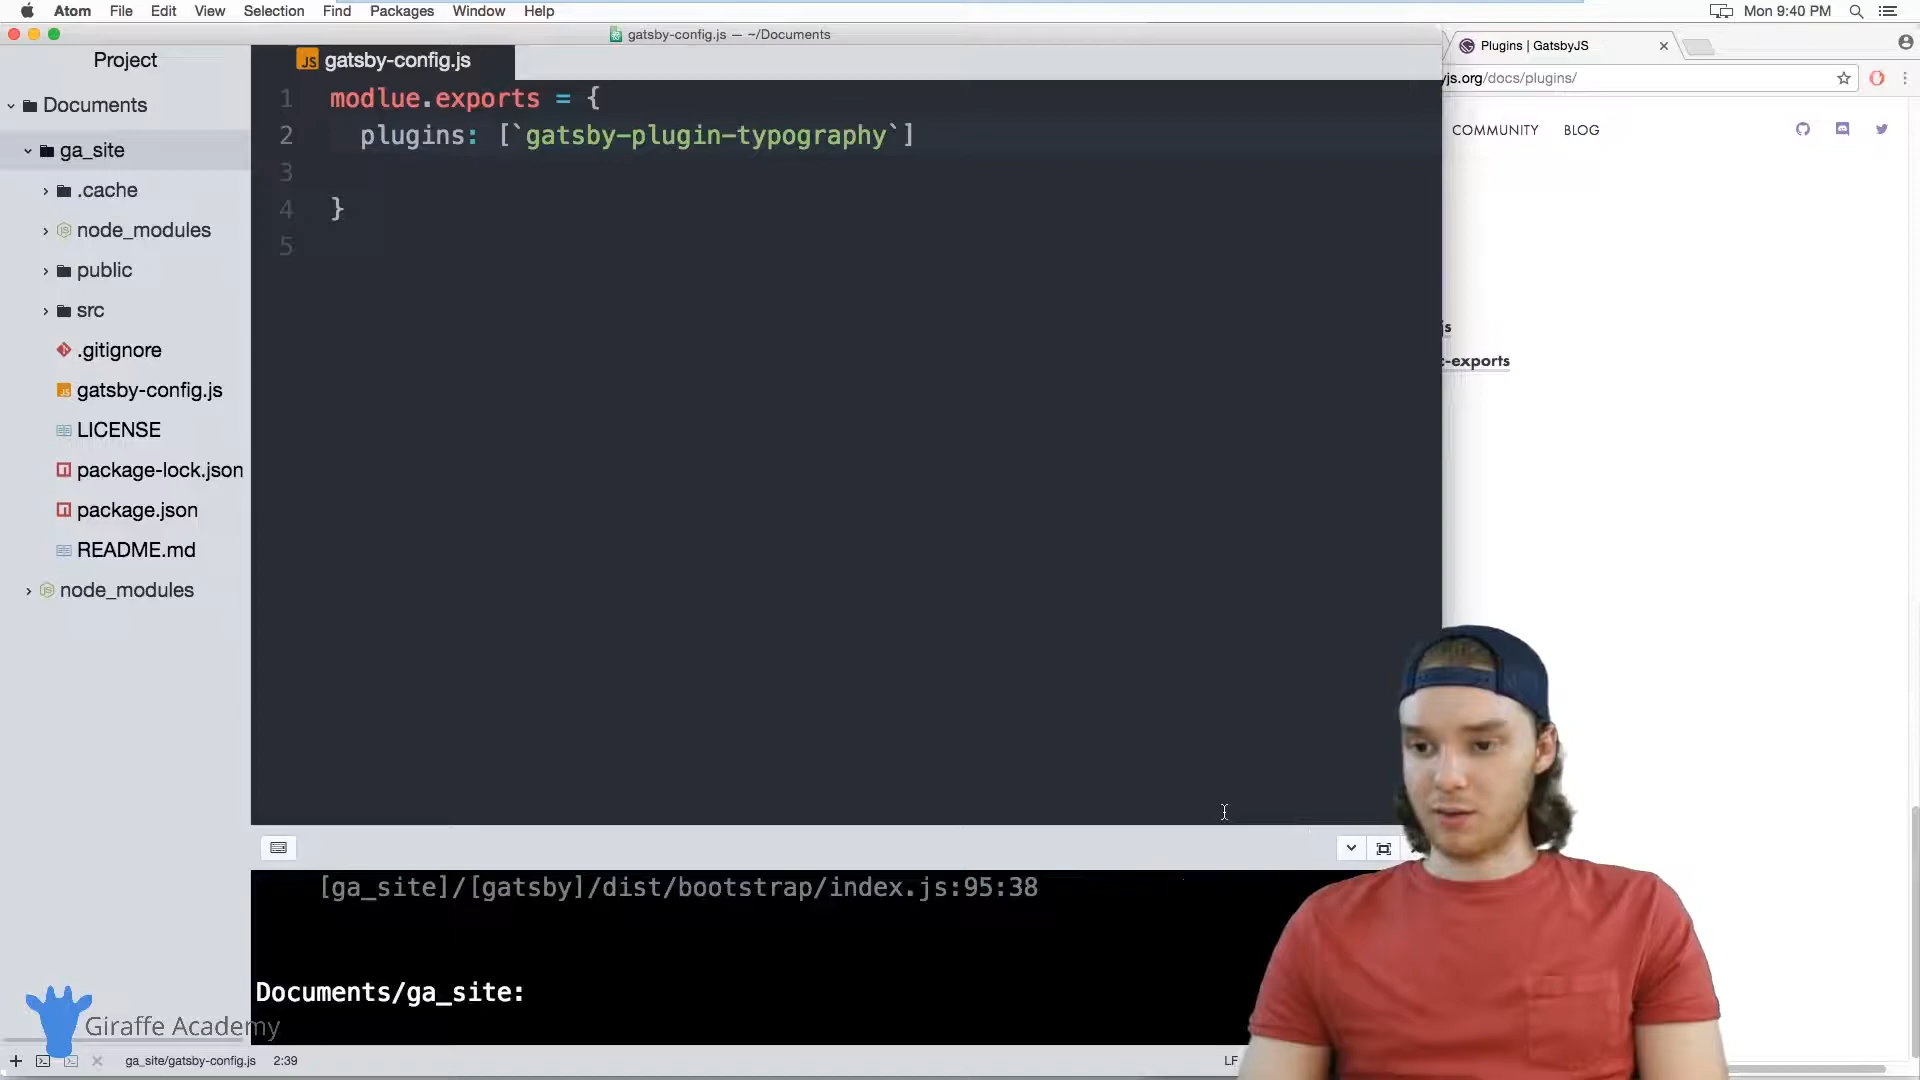 Atom File Edit View Selection Find Packages Window Help Mon 9:40 PM
gatsby-config.js — ~/Documents
Project
Documents
ga_site
.cache
node_modules
public
src
.gitignore
gatsby-config.js
LICENSE
package-lock.json
package.json
README.md
node_modules
JS gatsby-config.js
1 modlue.exports = {
2 plugins: [`gatsby-plugin-typography`]
3
4 }
5
Plugins | GatsbyJS
yjs.org/docs/plugins/
COMMUNITY BLOG
js
t-exports
[ga_site]/[gatsby]/dist/bootstrap/index.js:95:38
Documents/ga_site:
Giraffe Academy
ga_site/gatsby-config.js 2:39
LF